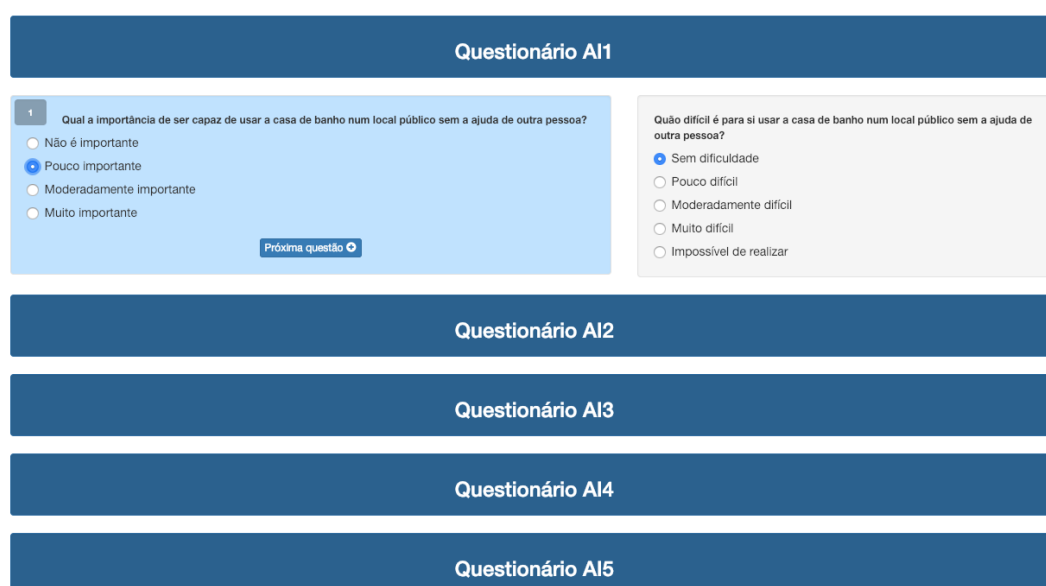 Questionário AI1
1
Qual a importância de ser capaz de usar a casa de banho num local público sem a ajuda de outra pessoa?
Não é importante
Pouco importante
Moderadamente importante
Muito importante
Próxima questão
Quão difícil é para si usar a casa de banho num local público sem a ajuda de
outra pessoa?
Sem dificuldade
Pouco difícil
Moderadamente difícil
Muito difícil
Impossível de realizar
Questionário AI2
Questionário AI3
Questionário AI4
Questionário AI5